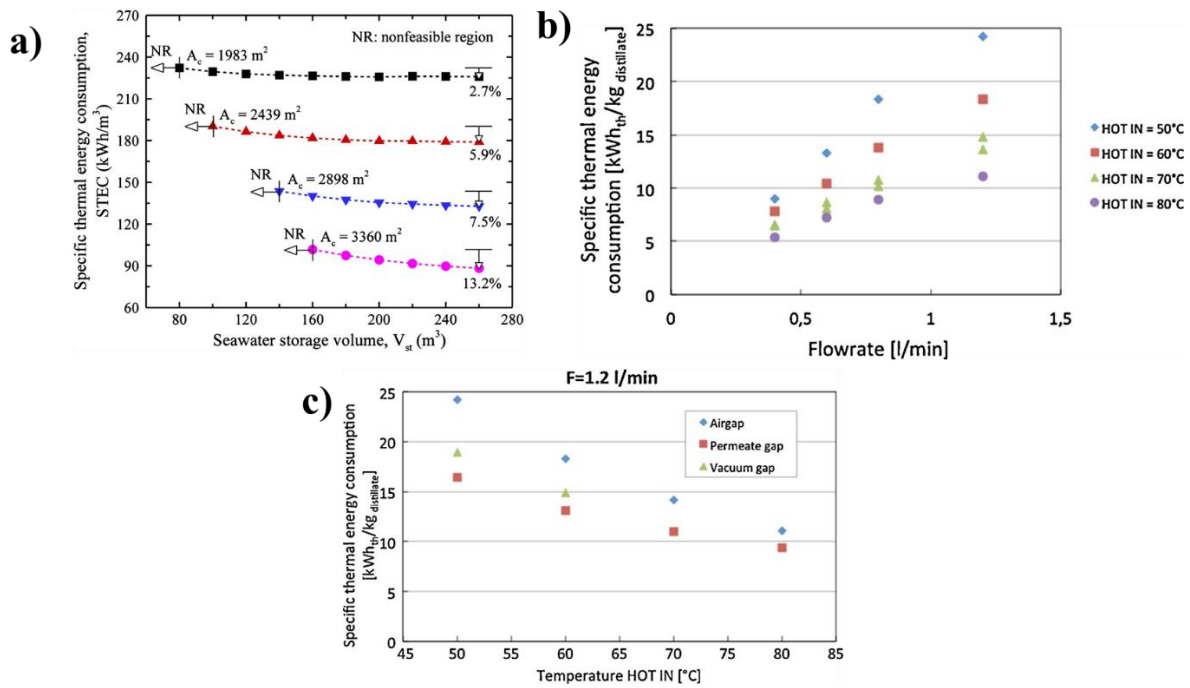 a)
Specific thermal energy consumption,
STEC (kWh/m³)
270
240
210
180
150
120
90
60
NR: nonfeasible region
NR
A_c = 1983 m²
2.7%
NR
A_c = 2439 m²
5.9%
NR
A_c = 2898 m²
7.5%
NR
A_c = 3360 m²
13.2%
80 120 160 200 240 280
Seawater storage volume, V_st (m³)
b)
Specific thermal energy
consumption [kWh_th/kg_distillate]
25
20
15
10
5
0
0 0,5 1 1,5
Flowrate [l/min]
HOT IN = 50°C
HOT IN = 60°C
HOT IN = 70°C
HOT IN = 80°C
c)
F=1.2 l/min
Specific thermal energy consumption
[kWh_th/kg_distillate]
25
20
15
10
5
0
Airgap
Permeate gap
Vacuum gap
45 50 55 60 65 70 75 80 85
Temperature HOT IN [°C]